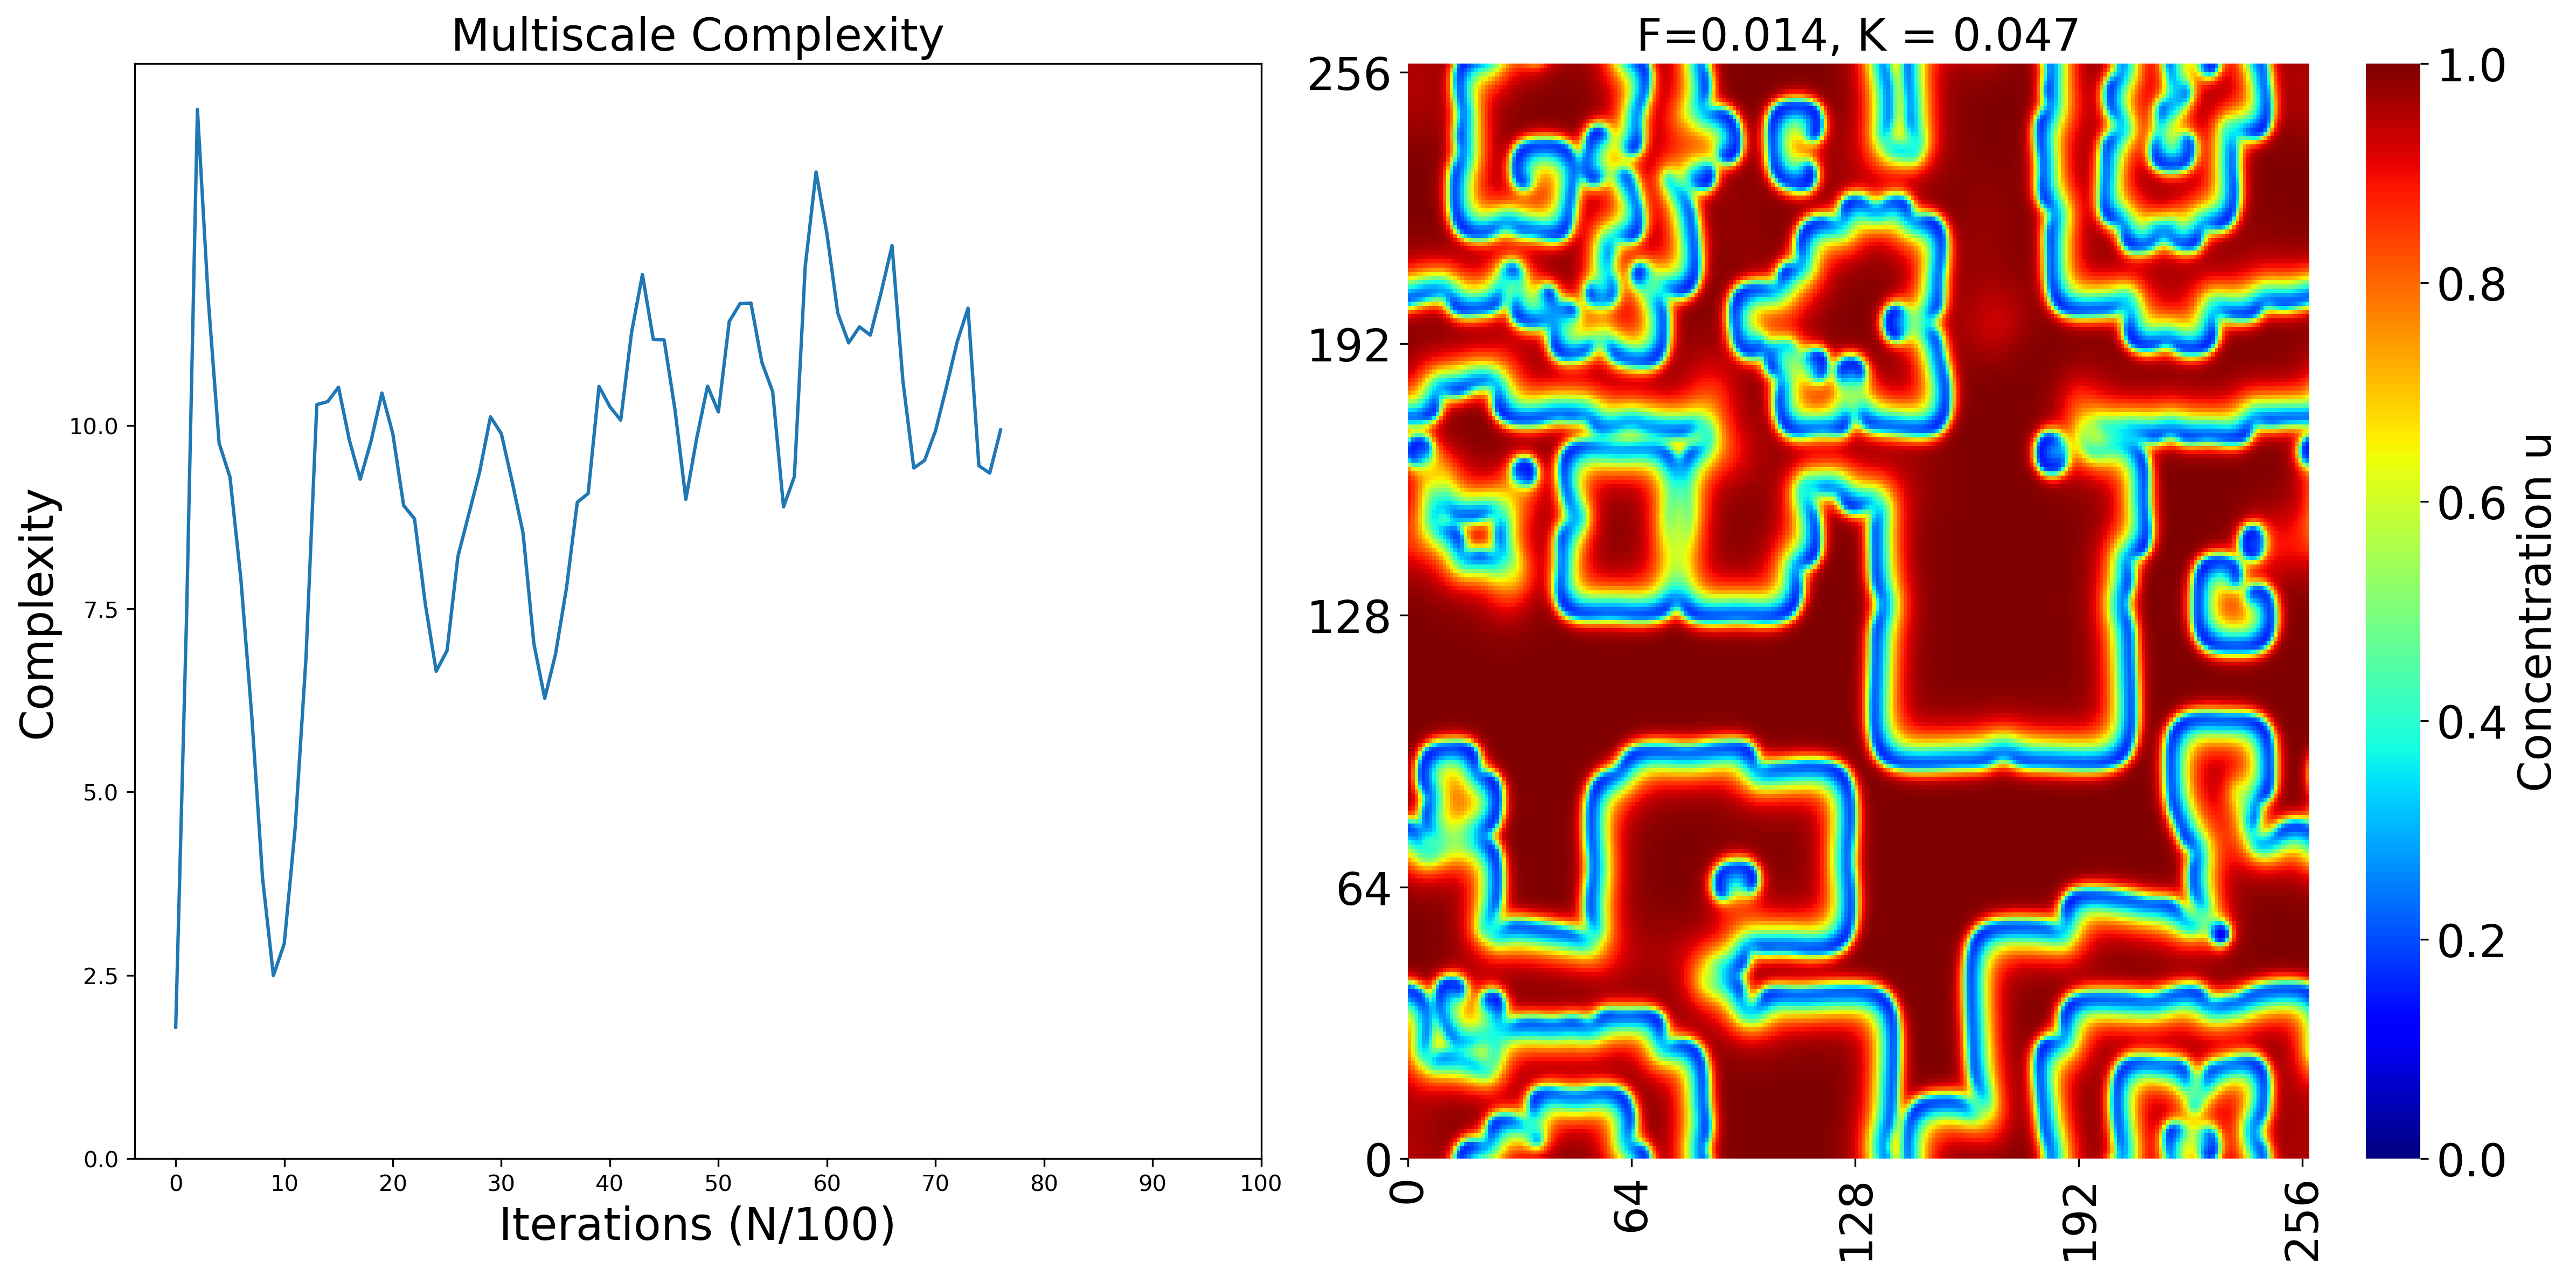 Multiscale Complexity
Complexity
10.0
7.5
5.0
2.5
0.0
0 10 20 30 40 50 60 70 80 90 100
Iterations (N/100)
F=0.014, K = 0.047
256
192
128
64
0
0 64 128 192 256
1.0
0.8
0.6
0.4
0.2
0.0
Concentration u